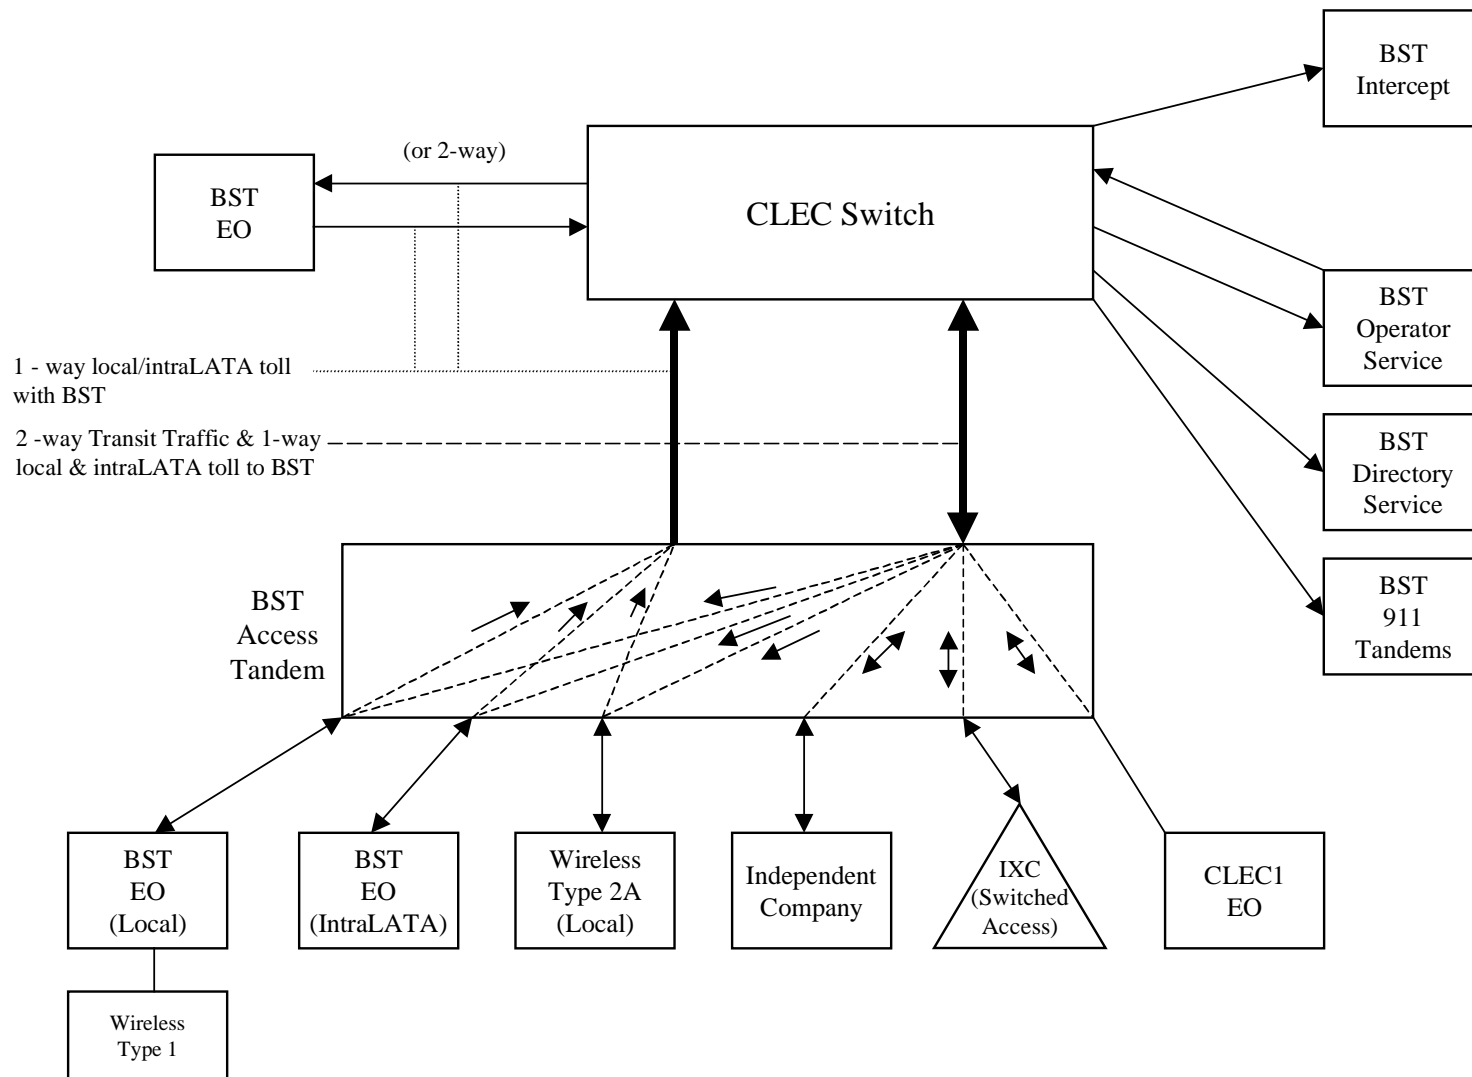 BST
Intercept
(or 2-way)
BST
EO
CLEC Switch
BST
Operator
Service
1 - way local/intraLATA toll
with BST
2 -way Transit Traffic & 1-way
local & intraLATA toll to BST
BST
Directory
Service
BST
911
Tandems
BST
Access
Tandem
BST
EO
(Local)
BST
EO
(IntraLATA)
Wireless
Type 2A
(Local)
Independent
Company
IXC
(Switched
Access)
CLEC1
EO
Wireless
Type 1